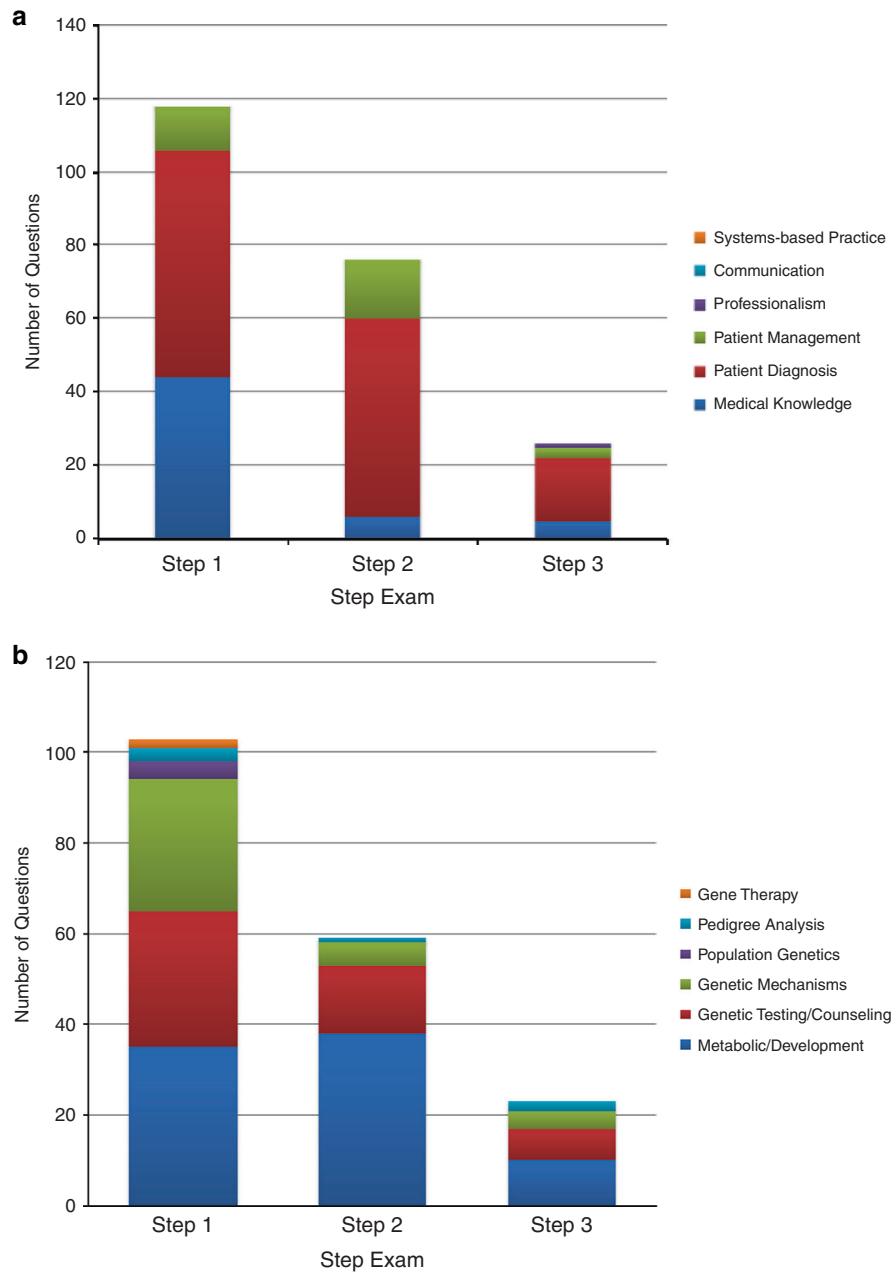 a
140
120
100
80
60
40
20
0
Number of Questions
Step 1 Step 2 Step 3
Step Exam
Systems-based Practice
Communication
Professionalism
Patient Management
Patient Diagnosis
Medical Knowledge
b
120
100
80
60
40
20
0
Number of Questions
Step 1 Step 2 Step 3
Step Exam
Gene Therapy
Pedigree Analysis
Population Genetics
Genetic Mechanisms
Genetic Testing/Counseling
Metabolic/Development